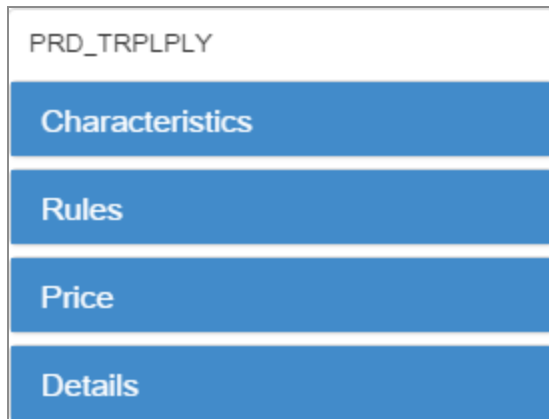 PRD_TRPLPLY
Characteristics
Rules
Price
Details